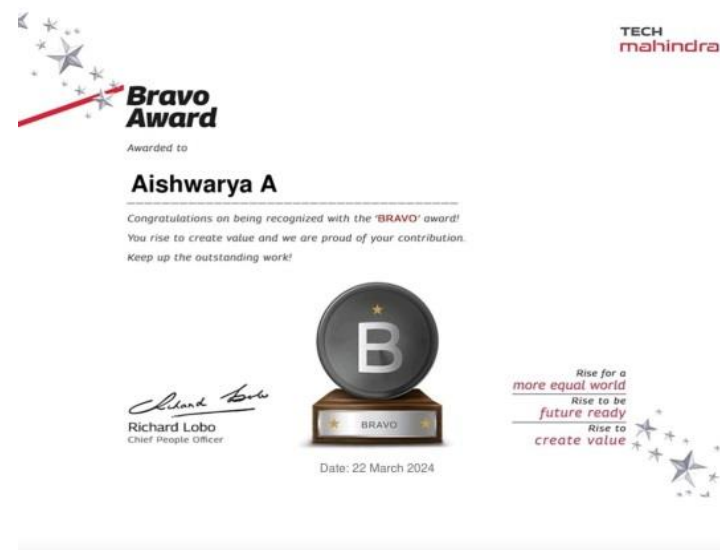 TECH
mahindra
Bravo
Award
Awarded to
Aishwarya A
Congratulations on being recognized with the 'BRAVO' award!
You rise to create value and we are proud of your contribution.
Keep up the outstanding work!
B
BRAVO
Richard Lobo
Richard Lobo
Chief People Officer
Date: 22 March 2024
Rise for a
more equal world
Rise to be
future ready
Rise to
create value